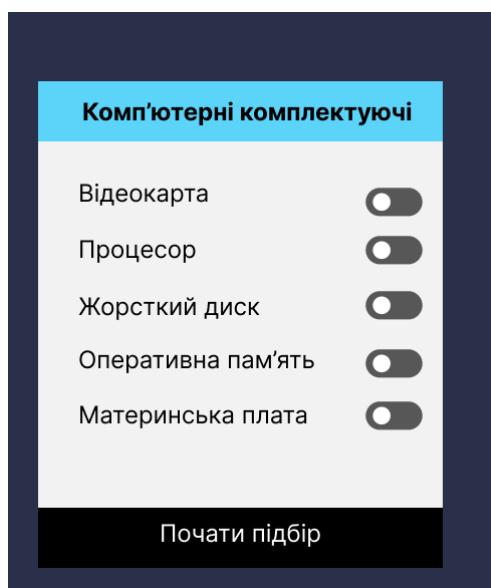 Комп’ютерні комплектуючі
Відеокарта
Процесор
Жорсткий диск
Оперативна пам’ять
Материнська плата
Почати підбір